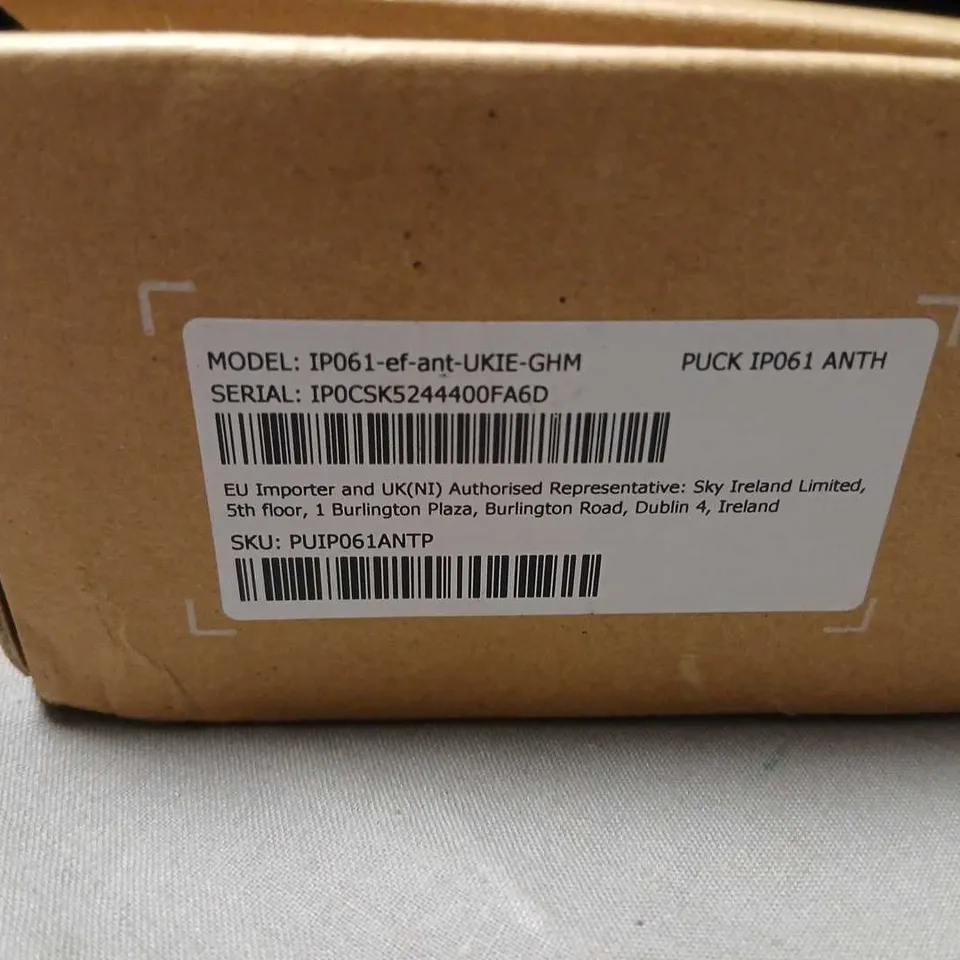 MODEL: IP061-ef-ant-UKIE-GHM PUCK IP061 ANTH
SERIAL: IP0CSK5244400FA6D
EU Importer and UK(NI) Authorised Representative: Sky Ireland Limited,
5th floor, 1 Burlington Plaza, Burlington Road, Dublin 4, Ireland
SKU: PUIP061ANTP